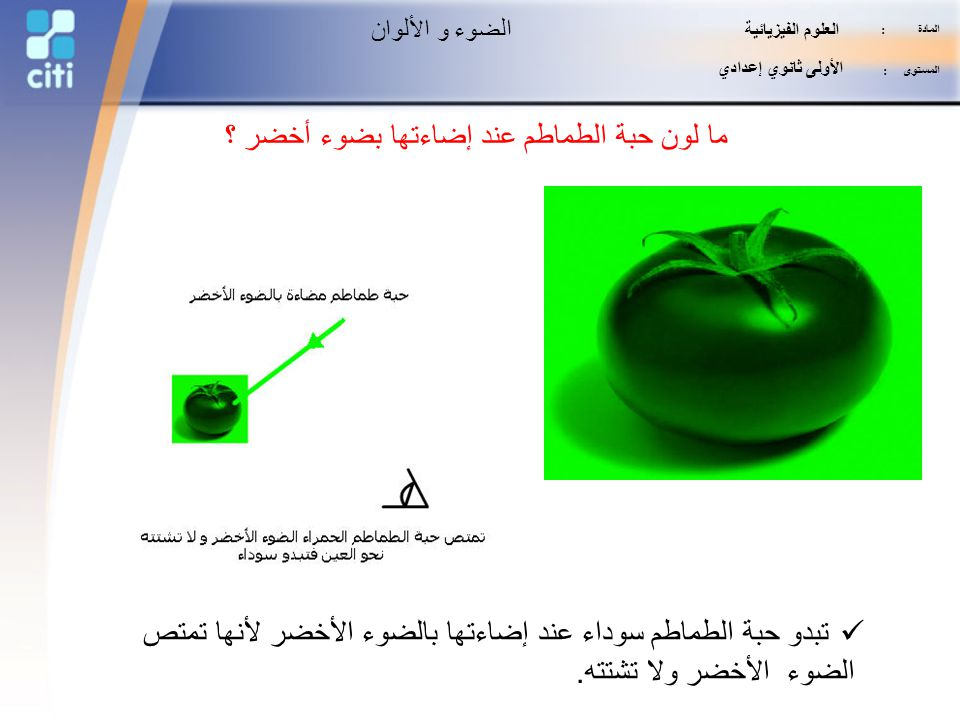 المادة : العلوم الفيزيائية
الضوء و الألوان
المستوى : الأولى ثانوي إعدادي
citi
ما لون حبة الطماطم عند إضاءتها بضوء أخضر ؟
حبة طماطم مضاءة بالضوء الأخضر
تمتص حبة الطماطم الحمراء الضوء الأخضر و لا تشتته
نحو العين فتبدو سوداء
✓ تبدو حبة الطماطم سوداء عند إضاءتها بالضوء الأخضر لأنها تمتص
الضوء الأخضر ولا تشتته.